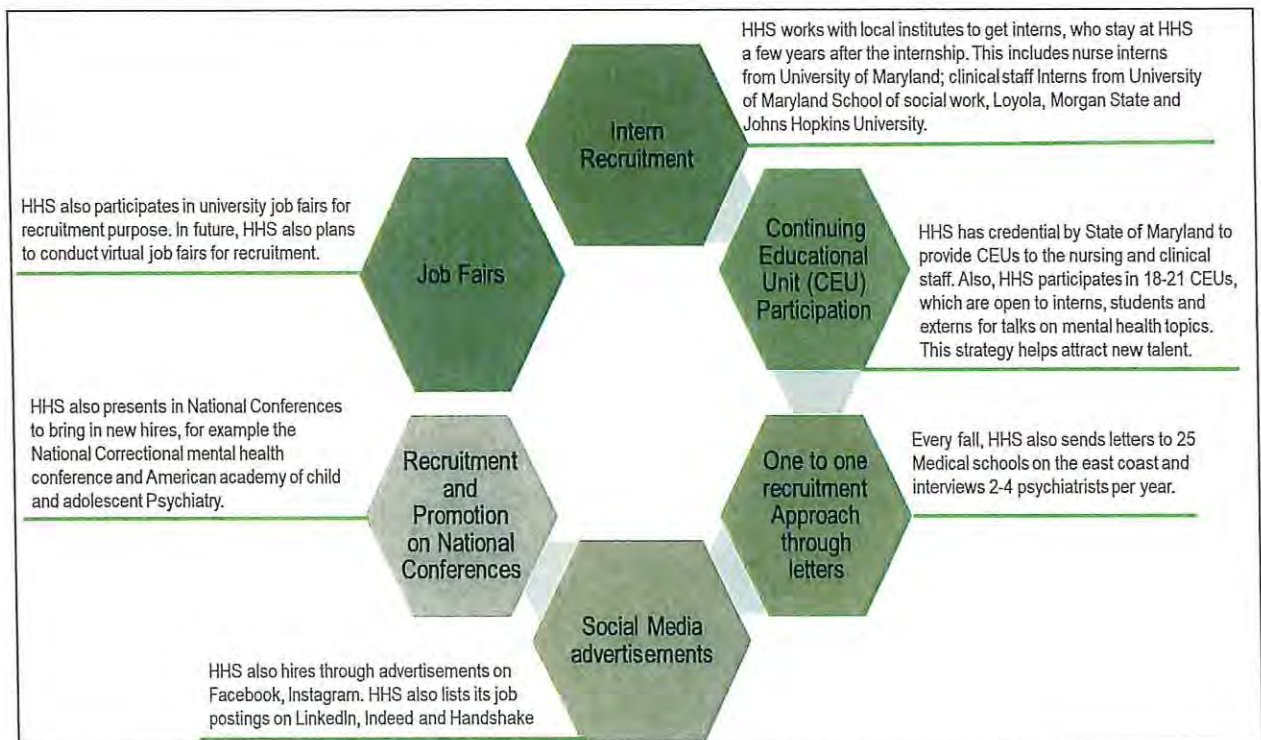 HHS works with local institutes to get interns, who stay at HHS
a few years after the internship. This includes nurse interns
from University of Maryland; clinical staff Interns from University
of Maryland School of social work, Loyola, Morgan State and
Johns Hopkins University.
Intern
Recruitment
HHS also participates in university job fairs for
recruitment purpose. In future, HHS also plans
to conduct virtual job fairs for recruitment.
Job Fairs
Continuing
Educational
Unit (CEU)
Participation
HHS has credential by State of Maryland to
provide CEUs to the nursing and clinical
staff. Also, HHS participates in 18-21 CEUs,
which are open to interns, students and
externs for talks on mental health topics.
This strategy helps attract new talent.
HHS also presents in National Conferences
to bring in new hires, for example the
National Correctional mental health
conference and American academy of child
and adolescent Psychiatry.
Recruitment
and
Promotion
on National
Conferences
One to one
recruitment
Approach
through
letters
Every fall, HHS also sends letters to 25
Medical schools on the east coast and
interviews 2-4 psychiatrists per year.
Social Media
advertisements
HHS also hires through advertisements on
Facebook, Instagram. HHS also lists its job
postings on LinkedIn, Indeed and Handshake